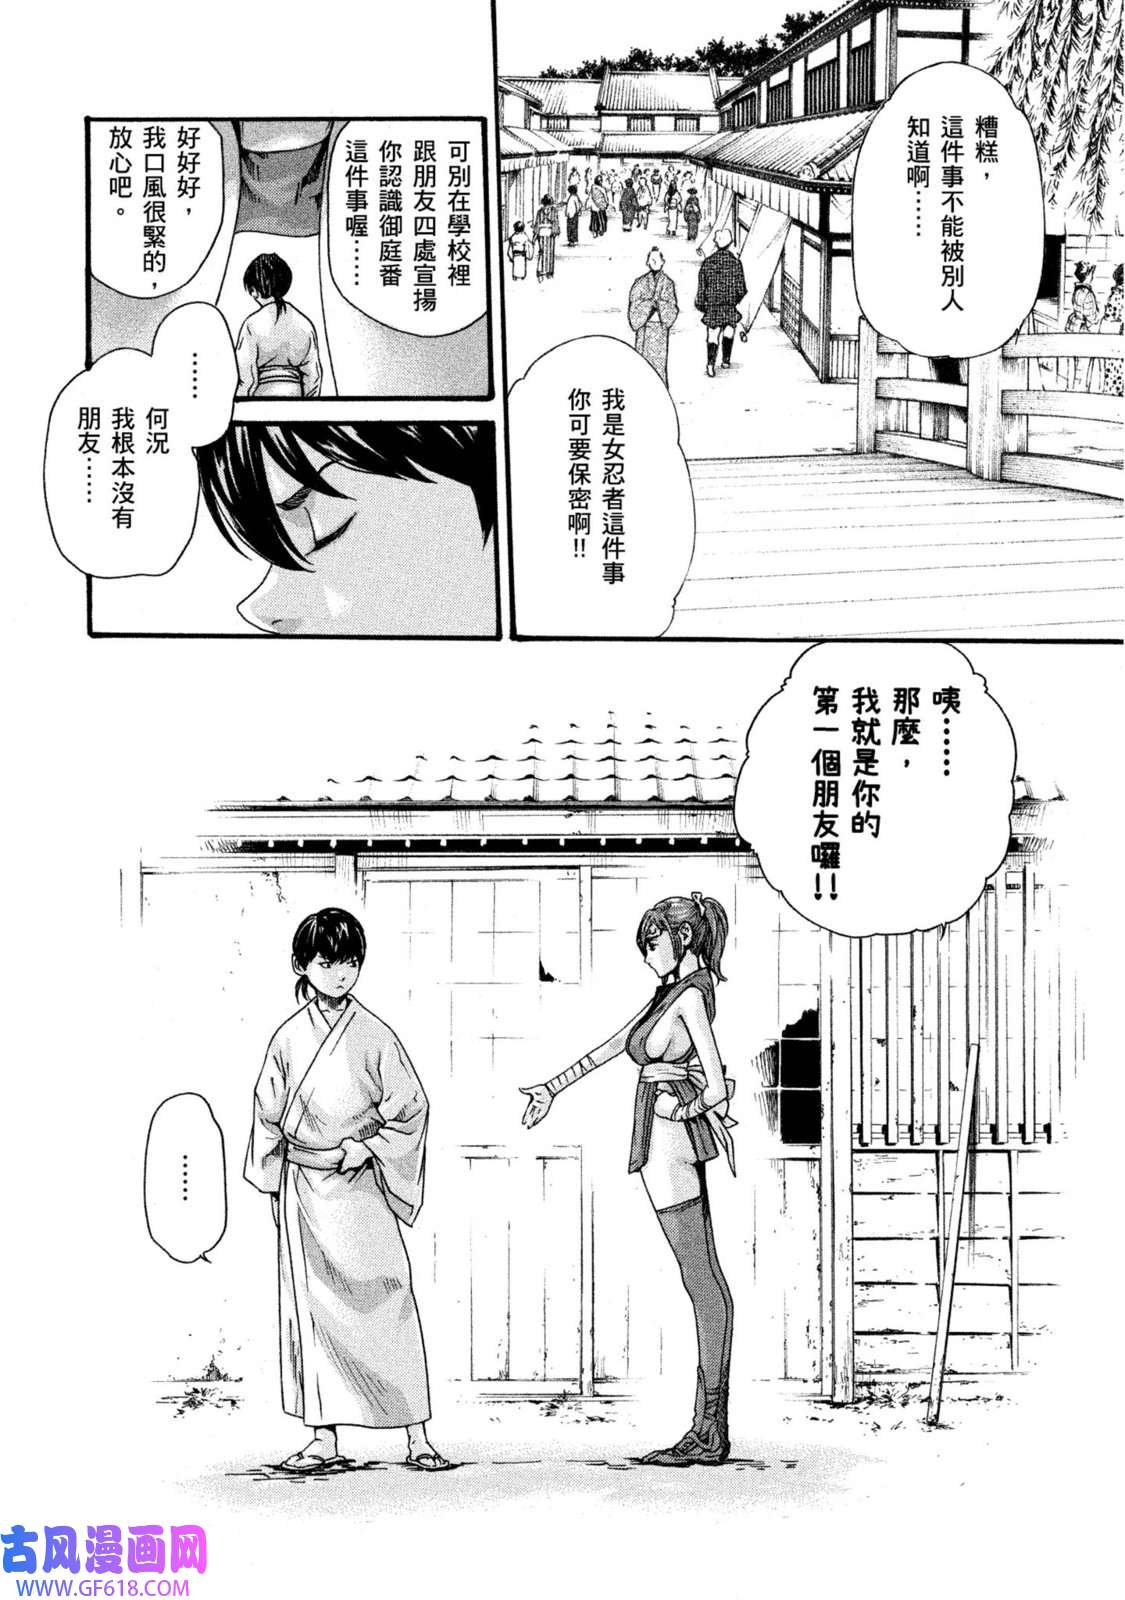 糟糕，
這件事不能被別人
知道啊……
我是女忍者這件事
你可要保密啊!!
可別在學校裡
跟朋友四處宣揚
你認識御庭番
這件事喔……
好好好，
我口風很緊的，
放心吧。
……
何況
我根本沒有
朋友……
咦……
那麼，
我就是你的
第一個朋友囉!!
……
古风漫画网
WWW.GF618.COM